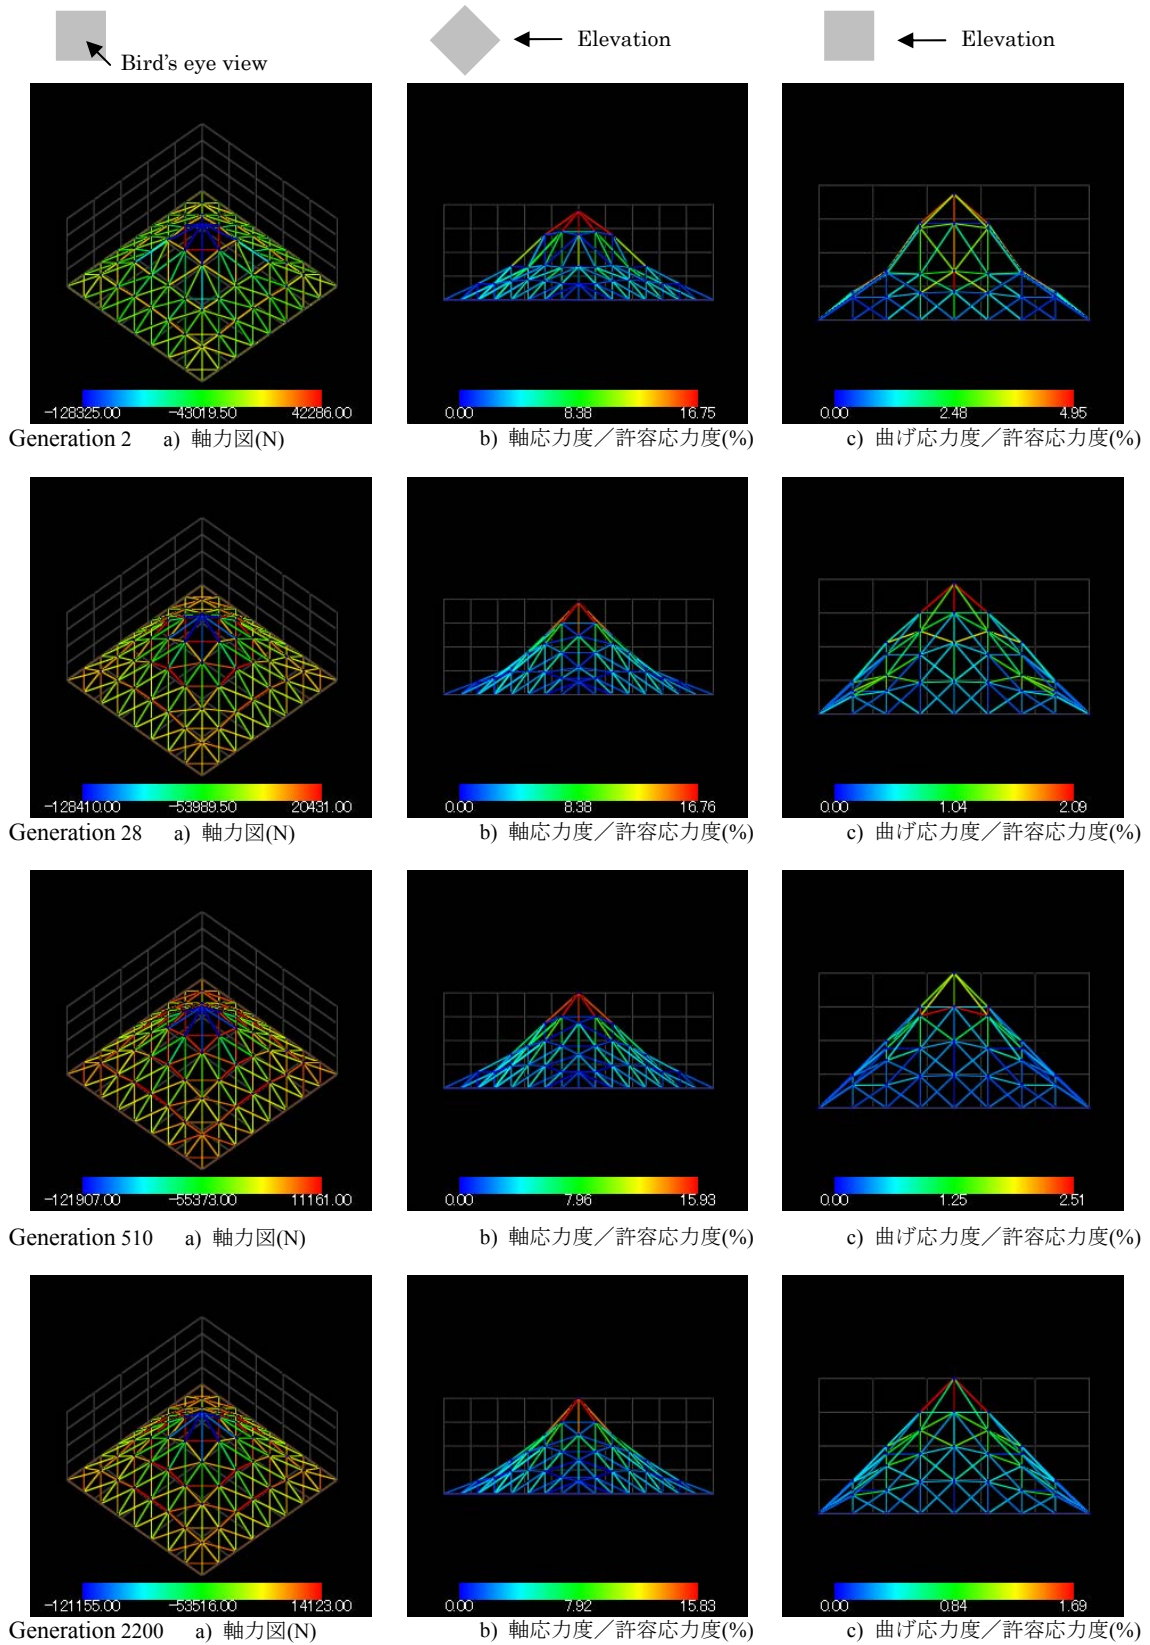 Bird's eye view
Elevation
Elevation
-128325.00 -43019.50 42286.00
0.00 8.38 16.75
0.00 2.48 4.95
Generation 2 a) 軸力図(N)
b) 軸応力度／許容応力度(%)
c) 曲げ応力度／許容応力度(%)
-128410.00 -53989.50 20431.00
0.00 8.38 16.76
0.00 1.04 2.09
Generation 28 a) 軸力図(N)
b) 軸応力度／許容応力度(%)
c) 曲げ応力度／許容応力度(%)
-121907.00 -55373.00 11161.00
0.00 7.96 15.93
0.00 1.25 2.51
Generation 510 a) 軸力図(N)
b) 軸応力度／許容応力度(%)
c) 曲げ応力度／許容応力度(%)
-121155.00 -53516.00 14123.00
0.00 7.92 15.83
0.00 0.84 1.69
Generation 2200 a) 軸力図(N)
b) 軸応力度／許容応力度(%)
c) 曲げ応力度／許容応力度(%)